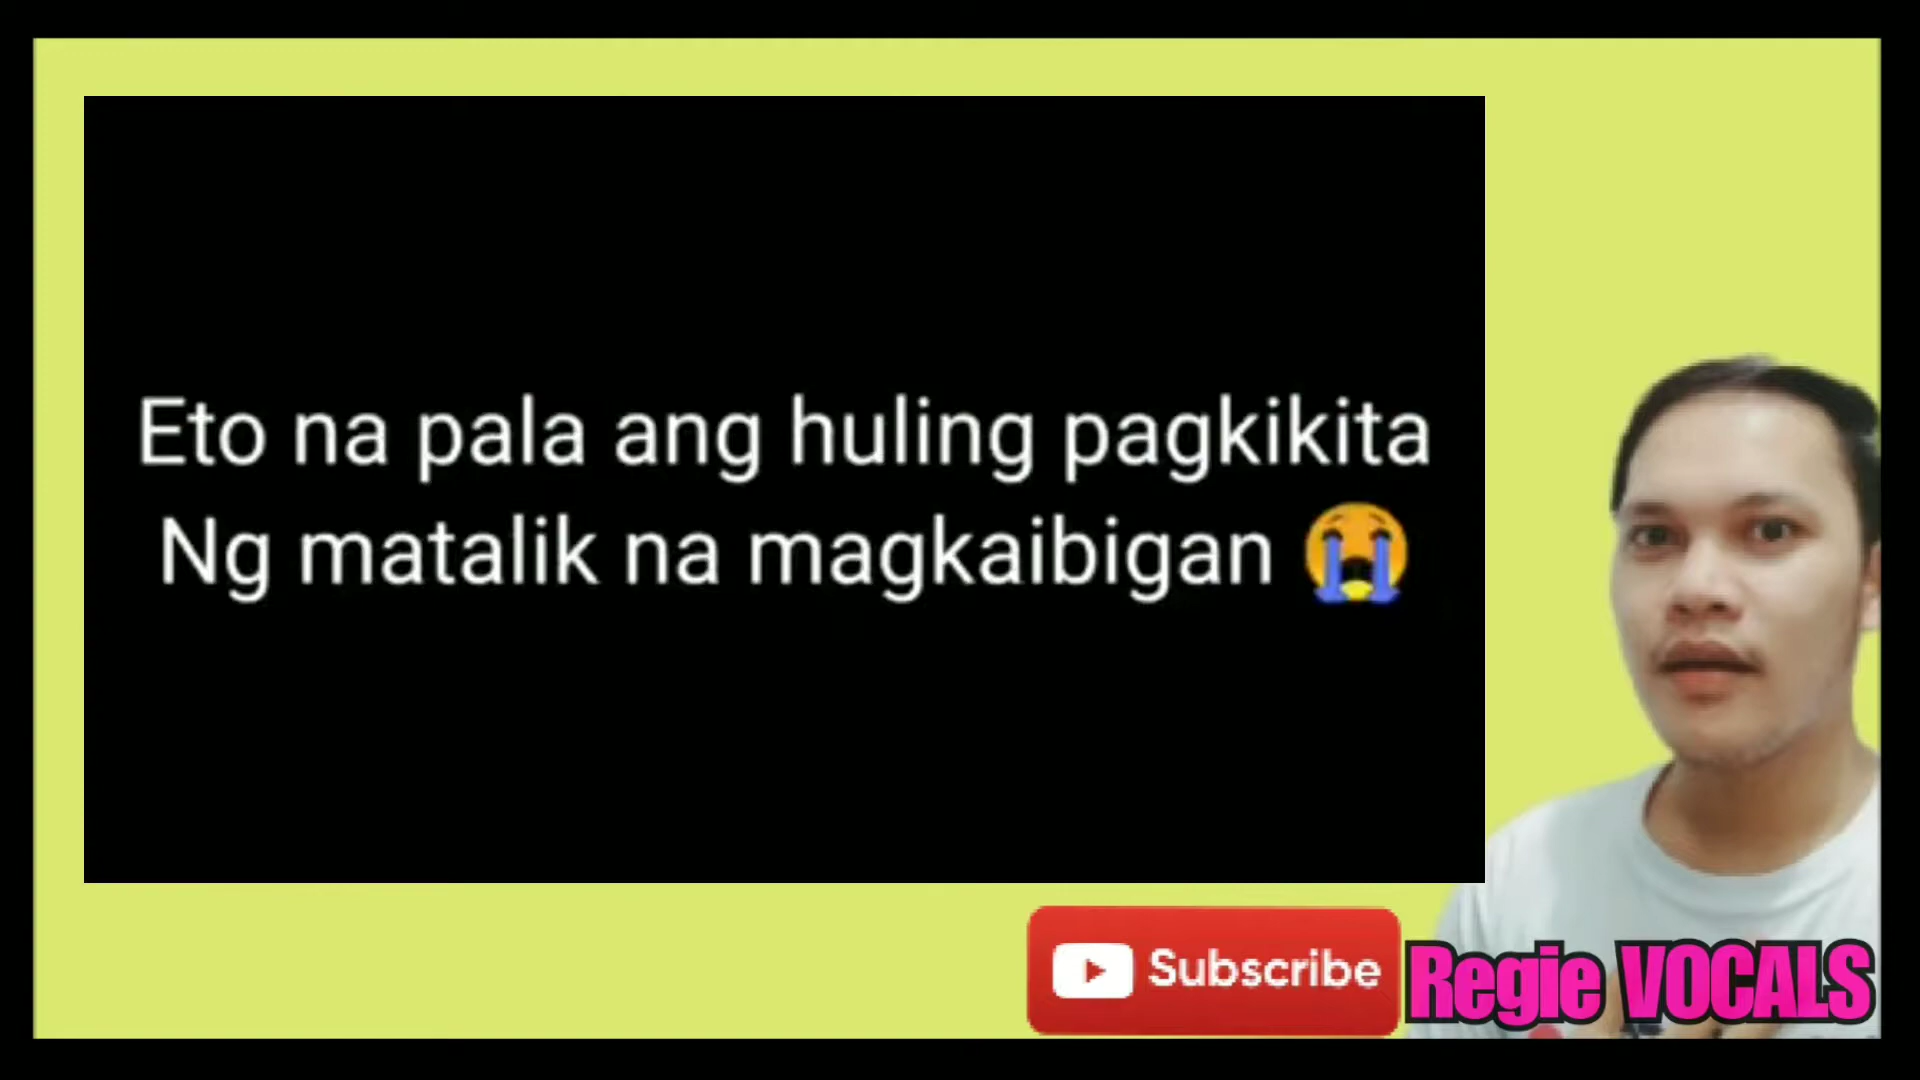 Eto na pala ang huling pagkikita
Ng matalik na magkaibigan 😭
Subscribe
Regie VOCALS